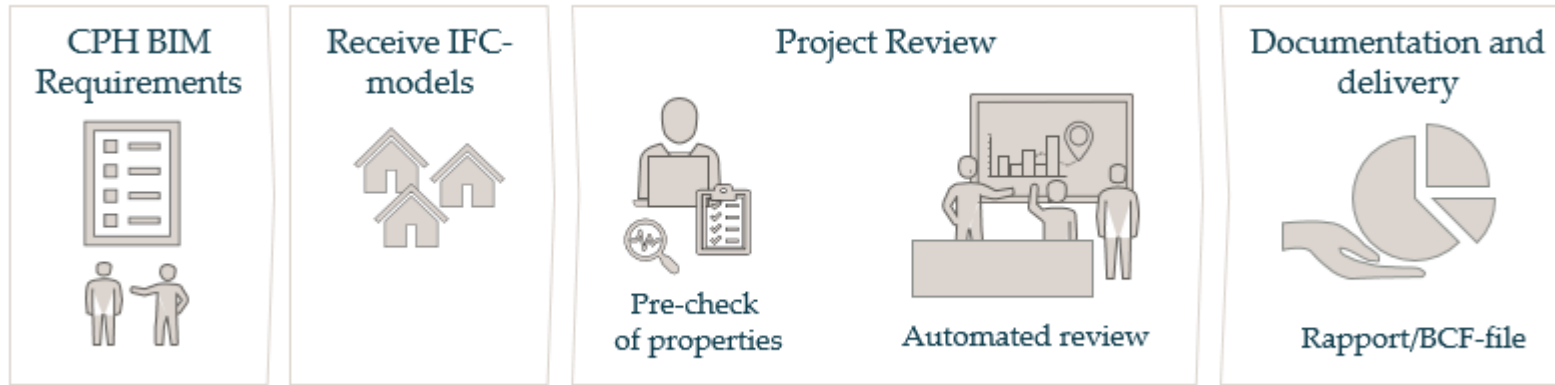 CPH BIM
Requirements
Receive IFC-
models
Project Review
Pre-check
of properties
Automated review
Documentation and
delivery
Rapport/BCF-file